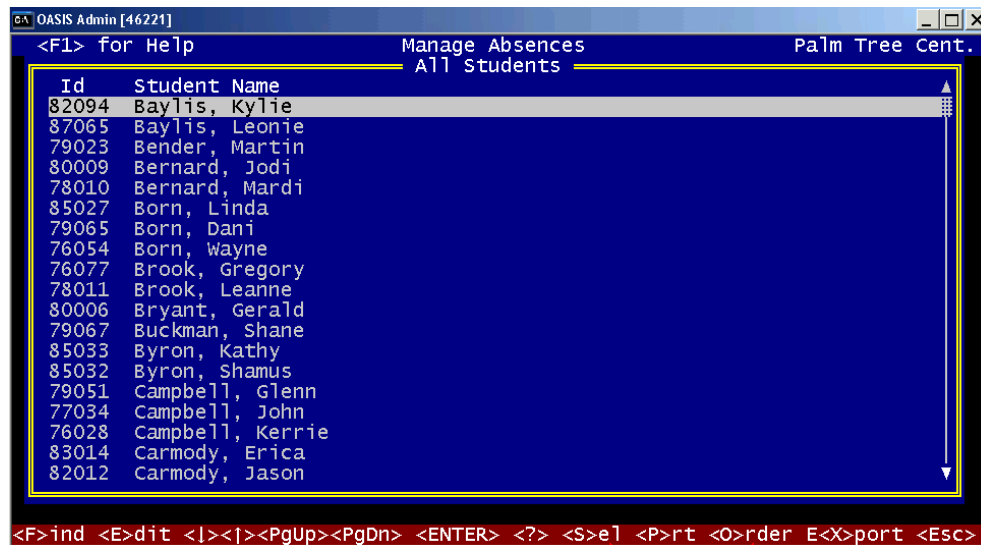 OASIS Admin [46221]
<F1> for Help Manage Absences Palm Tree Cent.
All Students
Id Student Name
82094 Baylis, Kylie
87065 Baylis, Leonie
79023 Bender, Martin
80009 Bernard, Jodi
78010 Bernard, Mardi
85027 Born, Linda
79065 Born, Dani
76054 Born, Wayne
76077 Brook, Gregory
78011 Brook, Leanne
80006 Bryant, Gerald
79067 Buckman, Shane
85033 Byron, Kathy
85032 Byron, Shamus
79051 Campbell, Glenn
77034 Campbell, John
76028 Campbell, Kerrie
83014 Carmody, Erica
82012 Carmody, Jason
<F>ind <E>dit <↓><↑><PgUp><PgDn> <ENTER> <?> <S>el <P>rt <O>rder E<X>port <Esc>